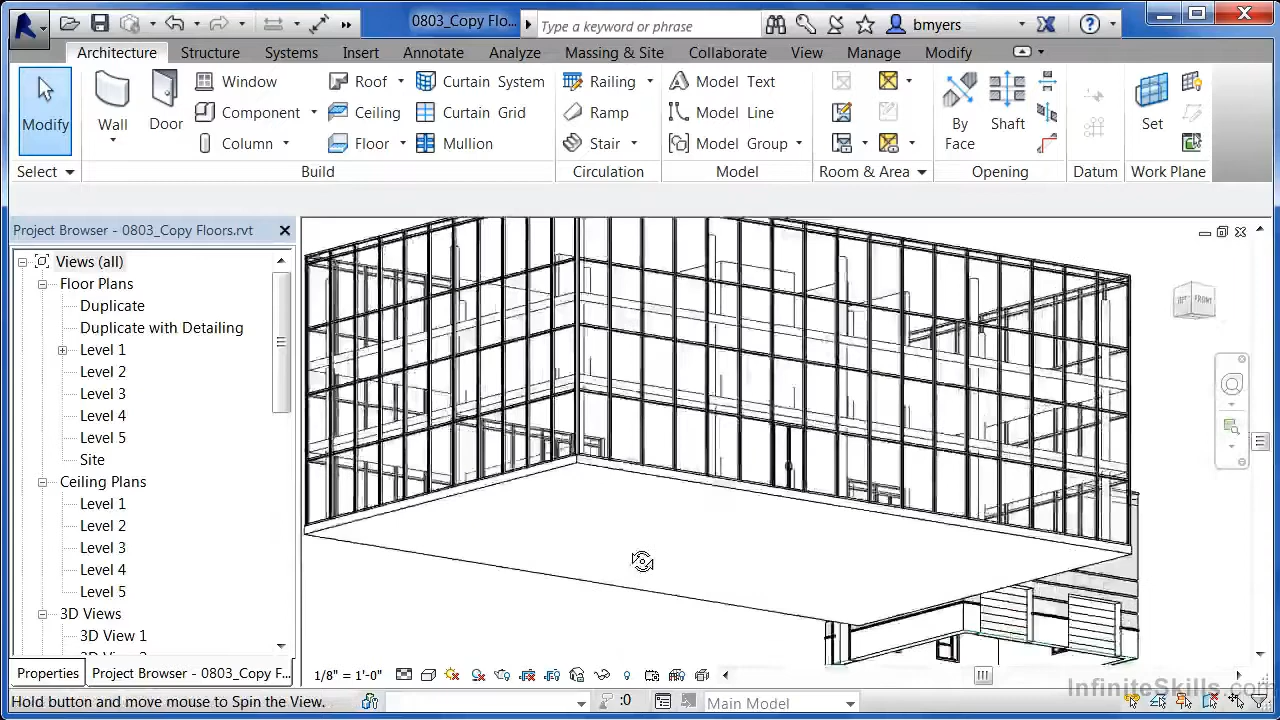 0803_Copy Flo...
Type a keyword or phrase
bmyers
Architecture Structure Systems Insert Annotate Analyze Massing & Site Collaborate View Manage Modify
Modify
Wall
Door
Window
Component
Column
Roof
Ceiling
Floor
Curtain System
Curtain Grid
Mullion
Railing
Ramp
Stair
Model Text
Model Line
Model Group
By Face
Shaft
Set
Select Build Circulation Model Room & Area Opening Datum Work Plane
Project Browser - 0803_Copy Floors.rvt
Views (all)
Floor Plans
Duplicate
Duplicate with Detailing
Level 1
Level 2
Level 3
Level 4
Level 5
Site
Ceiling Plans
Level 1
Level 2
Level 3
Level 4
Level 5
3D Views
3D View 1
FRONT
Properties Project Browser - 0803_Copy F...
1/8" = 1'-0"
Hold button and move mouse to Spin the View.
:0
Main Model
InfiniteSkills.com